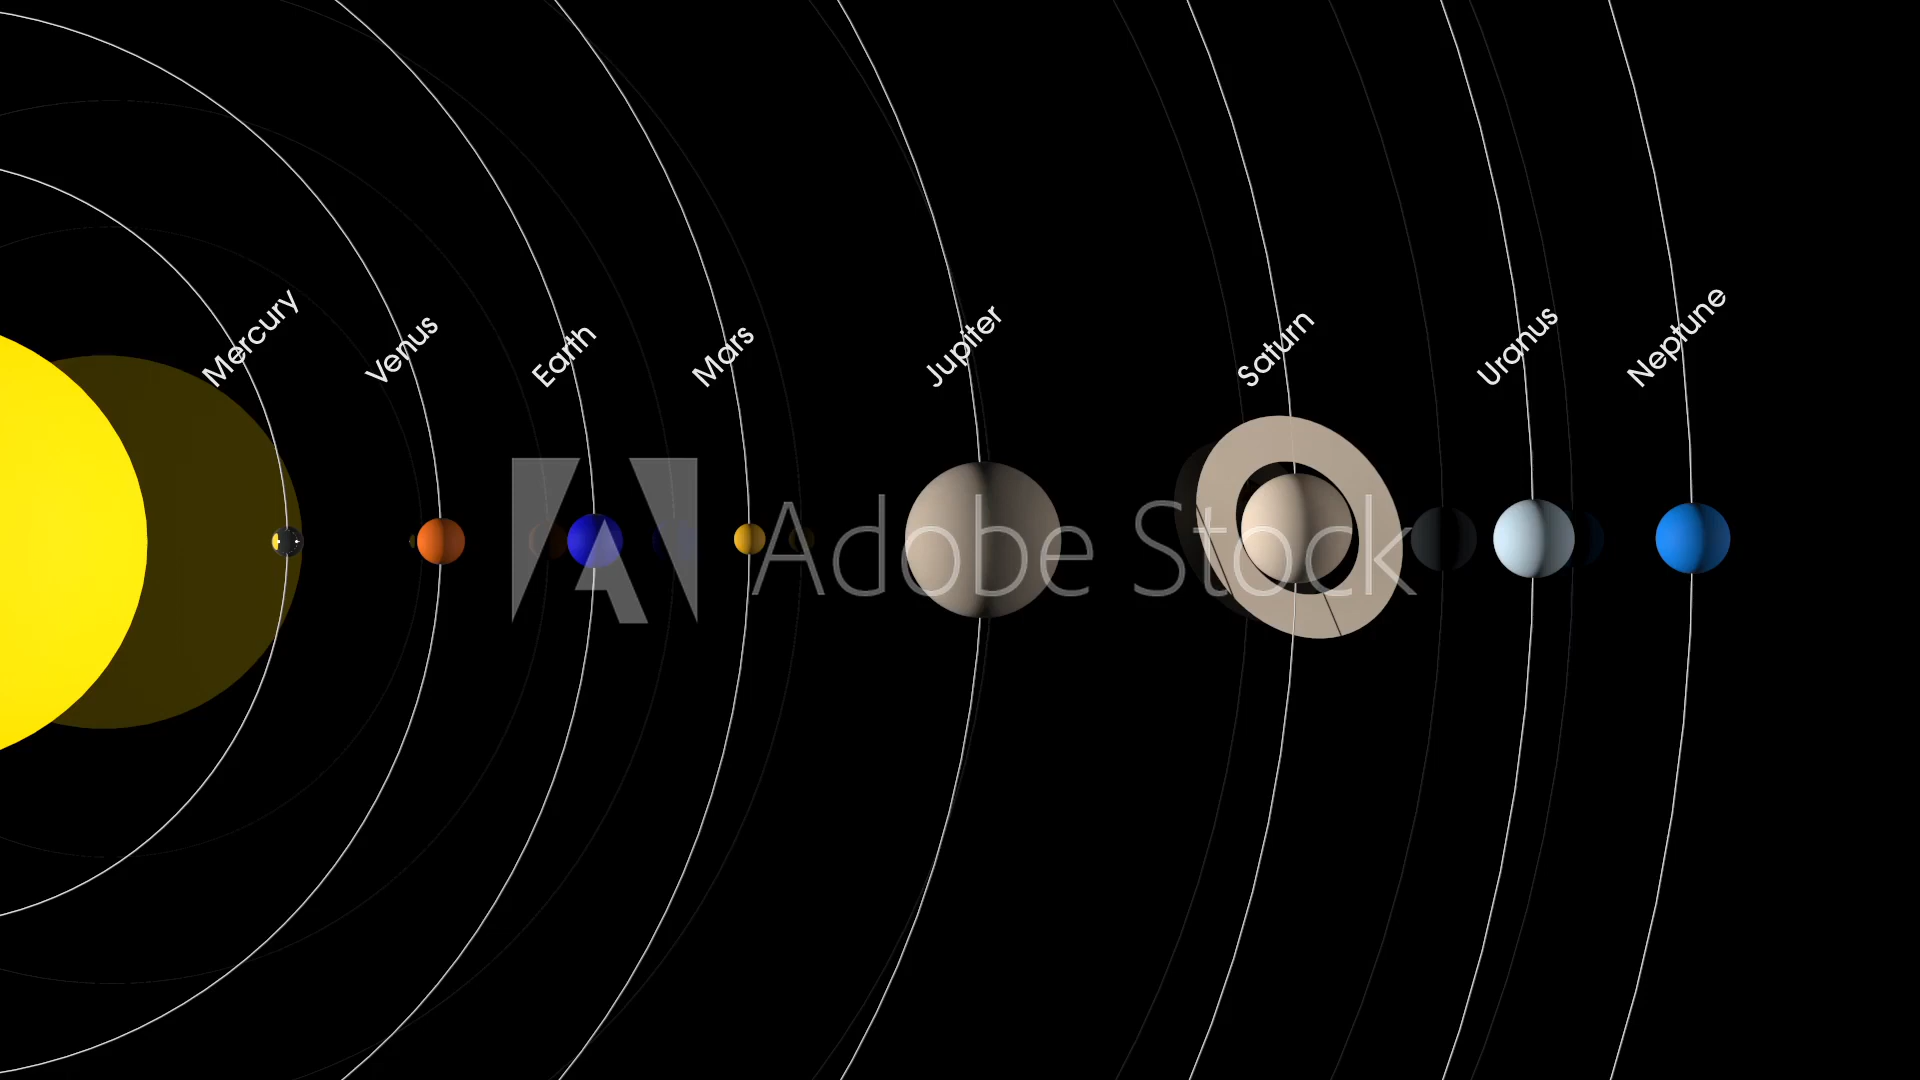 Mercury
Venus
Earth
Mars
Jupiter
Saturn
Uranus
Neptune
Adobe Stock